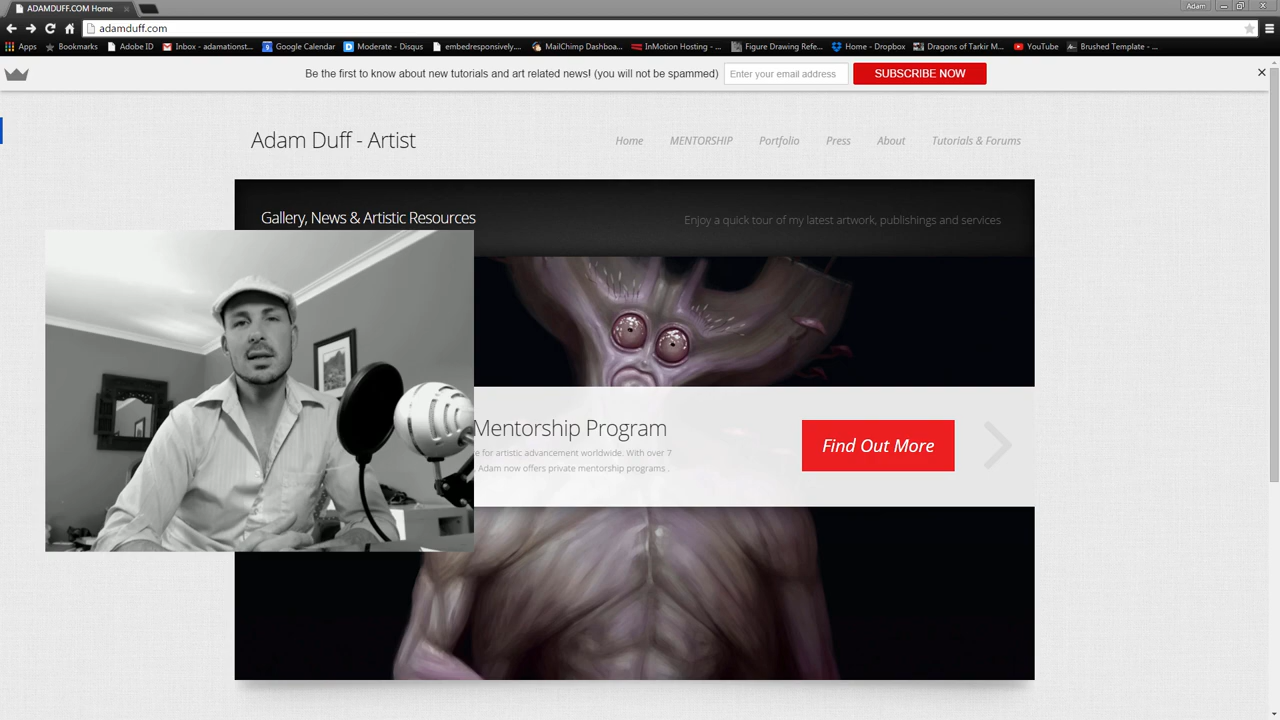 ADAMDUFF.COM Home
Adam
adamduff.com
Apps
Bookmarks
Adobe ID
Inbox - adamationst...
Google Calendar
Moderate - Disqus
embedresponsively....
MailChimp Dashboa...
InMotion Hosting - ...
Figure Drawing Refe...
Home - Dropbox
Dragons of Tarkir M...
YouTube
Brushed Template - ...
Be the first to know about new tutorials and art related news! (you will not be spammed)
Enter your email address
SUBSCRIBE NOW
Adam Duff - Artist
Home
MENTORSHIP
Portfolio
Press
About
Tutorials & Forums
Gallery, News & Artistic Resources
Enjoy a quick tour of my latest artwork, publishings and services
Mentorship Program
e for artistic advancement worldwide. With over 7
Adam now offers private mentorship programs .
Find Out More